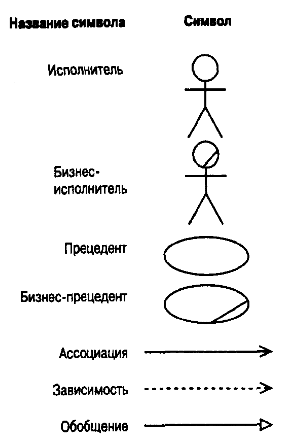 Название символа Символ
Исполнитель
Бизнес-
исполнитель
Прецедент
Бизнес-прецедент
Ассоциация
Зависимость
Обобщение